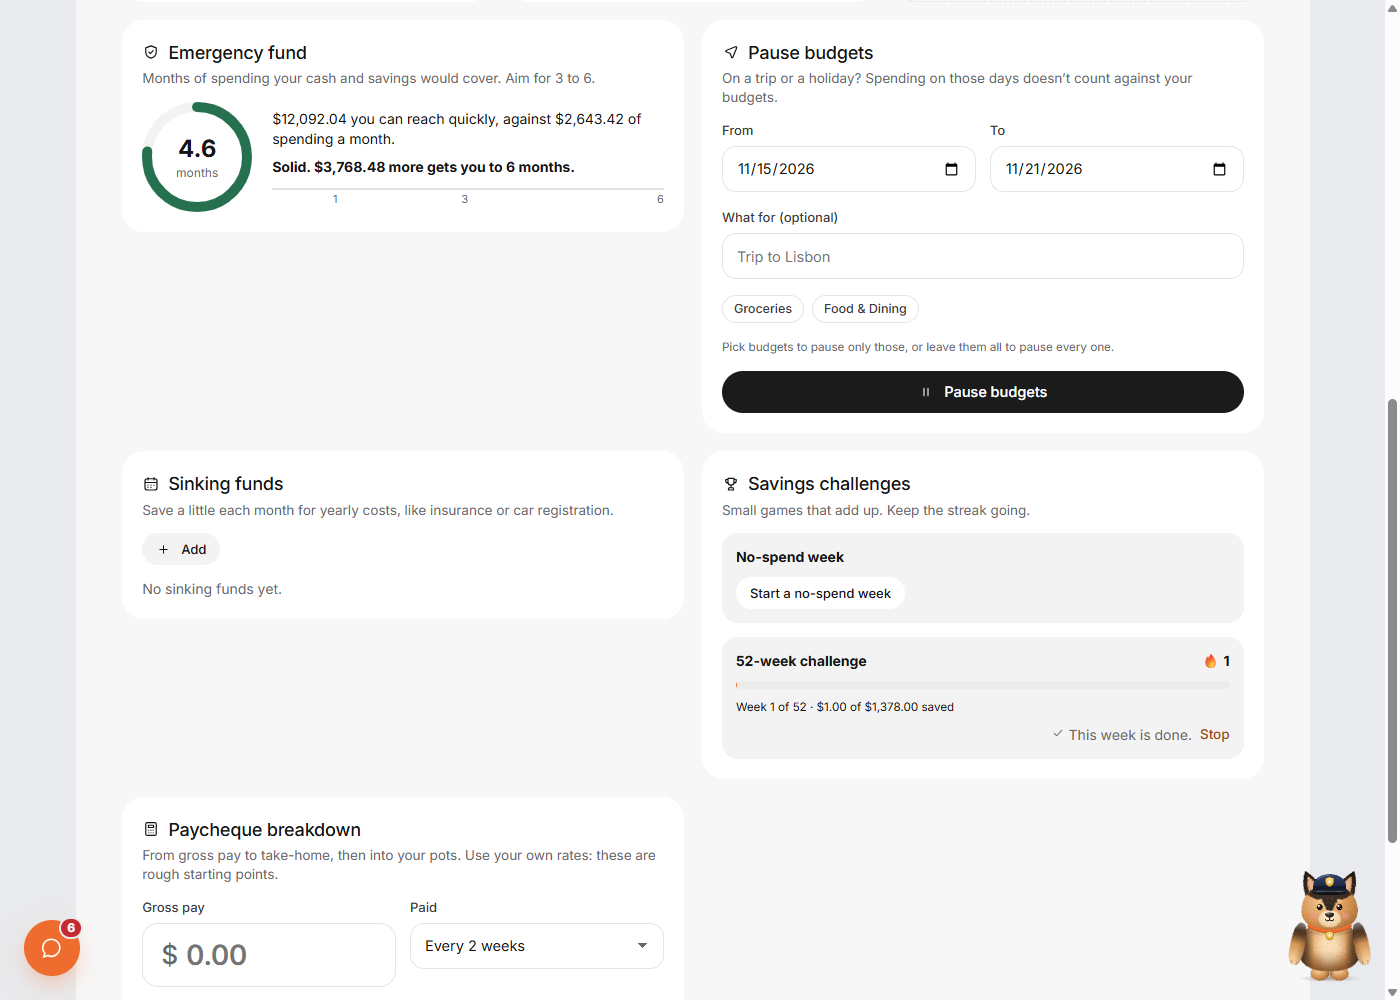 Emergency fund
Months of spending your cash and savings would cover. Aim for 3 to 6.
4.6
months
$12,092.04 you can reach quickly, against $2,643.42 of
spending a month.
Solid. $3,768.48 more gets you to 6 months.
1 3 6
Pause budgets
On a trip or a holiday? Spending on those days doesn’t count against your
budgets.
From To
11/15/2026 11/21/2026
What for (optional)
Trip to Lisbon
Groceries Food & Dining
Pick budgets to pause only those, or leave them all to pause every one.
Pause budgets
Sinking funds
Save a little each month for yearly costs, like insurance or car registration.
+ Add
No sinking funds yet.
Savings challenges
Small games that add up. Keep the streak going.
No-spend week
Start a no-spend week
52-week challenge 1
Week 1 of 52 · $1.00 of $1,378.00 saved
This week is done. Stop
Paycheque breakdown
From gross pay to take-home, then into your pots. Use your own rates: these are
rough starting points.
Gross pay Paid
$ 0.00 Every 2 weeks
6